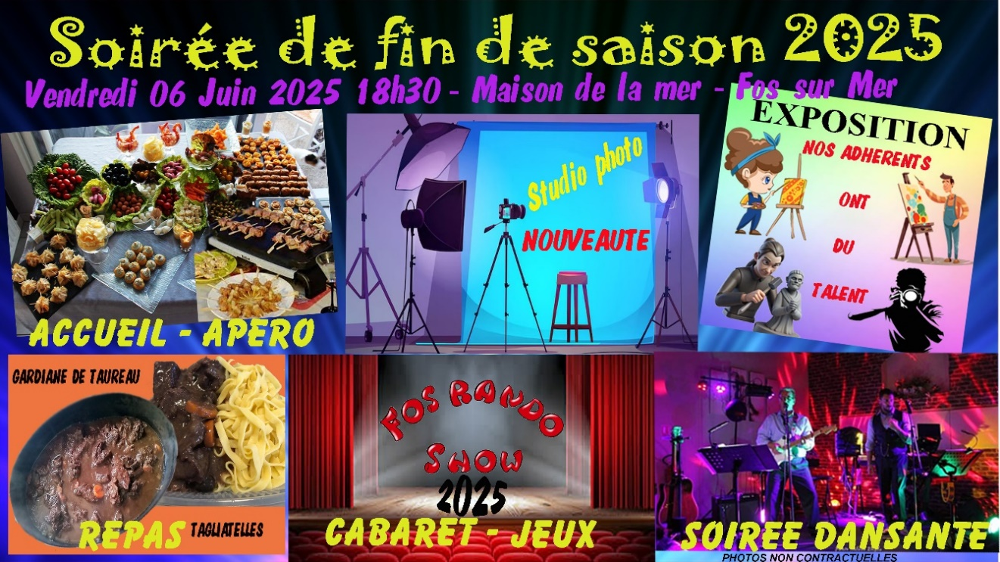 Soirée de fin de saison 2025
Vendredi 06 Juin 2025 18h30 - Maison de la mer - Fos sur Mer
ACCUEIL - APERO
Studio photo
NOUVEAUTE
EXPOSITION
NOS ADHERENTS
ONT
DU
TALENT
GARDIANE DE TAUREAU
REPAS TAGLIATELLES
FOS RANDO
SHOW
2025
CABARET - JEUX
SOIREE DANSANTE
PHOTOS NON CONTRACTUELLES